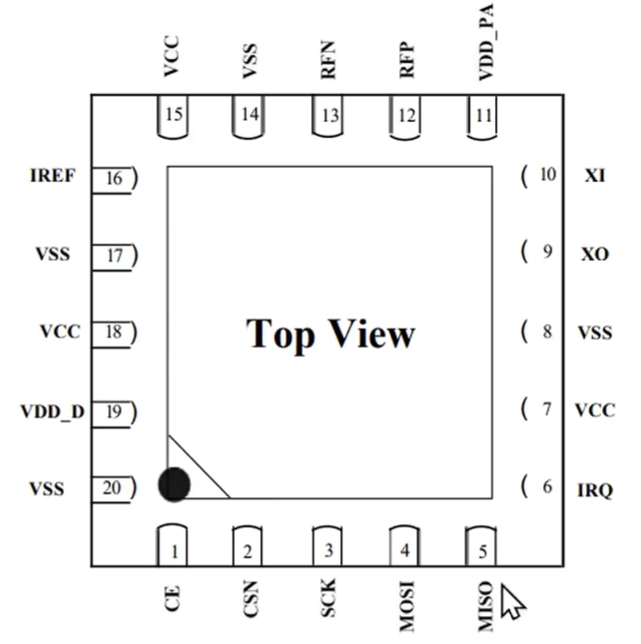 VCC VSS RFN RFP VDD_PA
15 14 13 12 11
IREF 16 10 XI
VSS 17 9 XO
VCC 18 Top View 8 VSS
VDD_D 19 7 VCC
VSS 20 6 IRQ
1 2 3 4 5
CE CSN SCK MOSI MISO